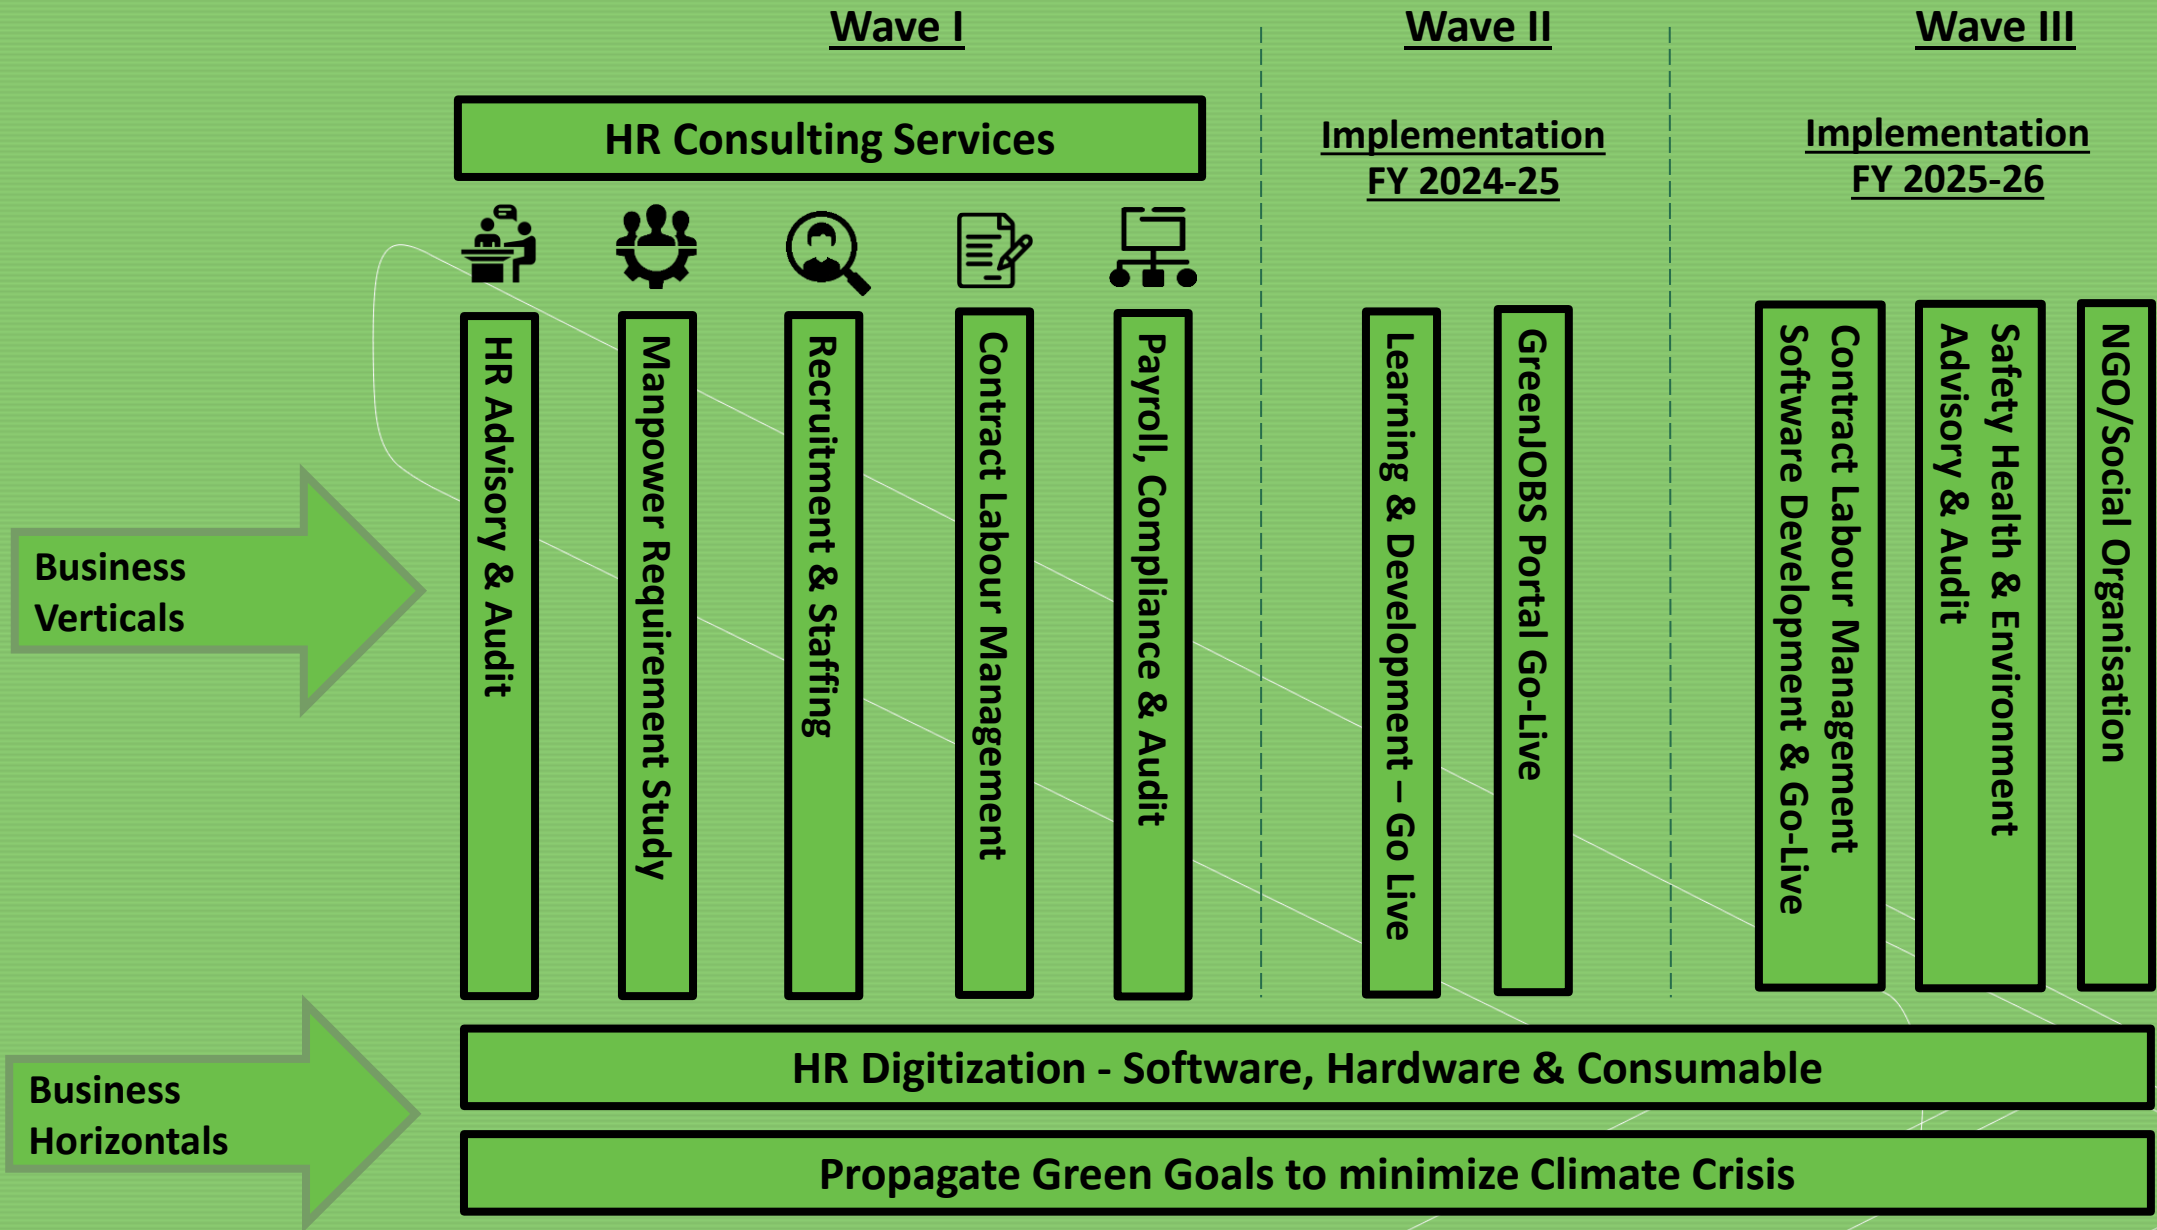 Wave I
Wave II
Wave III
HR Consulting Services
Implementation
FY 2024-25
Implementation
FY 2025-26
HR Advisory & Audit
Manpower Requirement Study
Recruitment & Staffing
Contract Labour Management
Payroll, Compliance & Audit
Learning & Development – Go Live
GreenJOBS Portal Go-Live
Contract Labour Management
Software Development & Go-Live
Safety Health & Environment
Advisory & Audit
NGO/Social Organisation
Business
Verticals
Business
Horizontals
HR Digitization - Software, Hardware & Consumable
Propagate Green Goals to minimize Climate Crisis